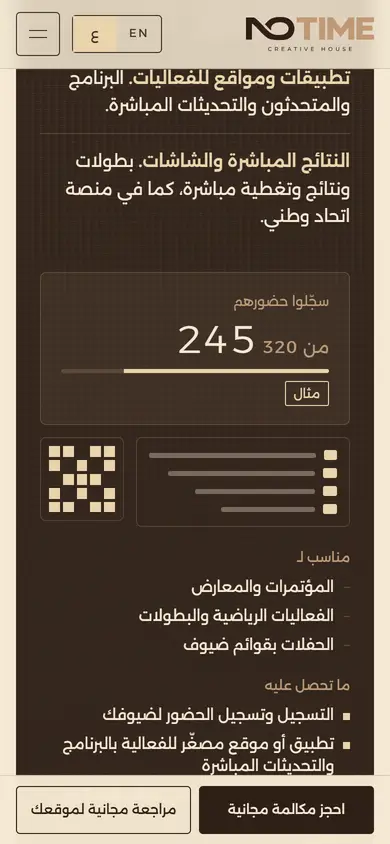 ع
EN
NOTIME
CREATIVE HOUSE
تطبيقات ومواقع للفعاليات. البرنامج
والمتحدثون والتحديثات المباشرة.
النتائج المباشرة والشاشات. بطولات
ونتائج وتغطية مباشرة، كما في منصة
اتحاد وطني.
سجّلوا حضورهم
245 من 320
مثال
مناسب لـ
– المؤتمرات والمعارض
– الفعاليات الرياضية والبطولات
– الحفلات بقوائم ضيوف
ما تحصل عليه
التسجيل وتسجيل الحضور لضيوفك
تطبيق أو موقع مصغّر للفعالية بالبرنامج
والتحديثات المباشرة
احجز مكالمة مجانية
مراجعة مجانية لموقعك